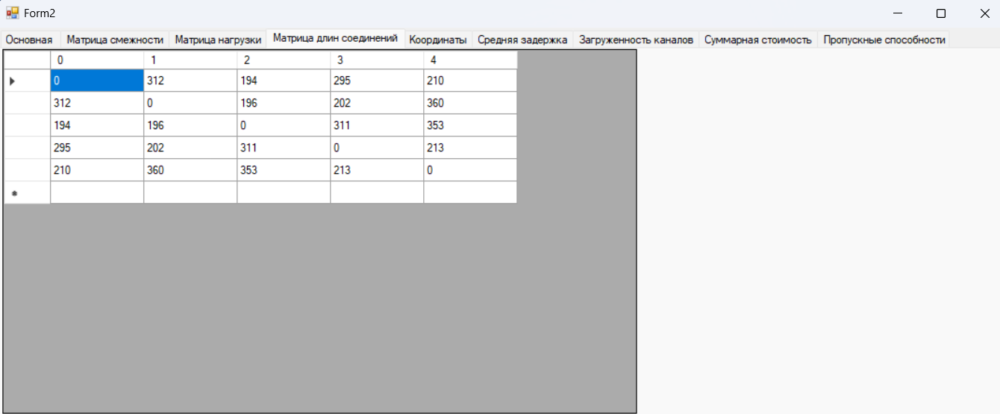 Form2
Основная Матрица смежности Матрица нагрузки Матрица длин соединений Координаты Средняя задержка Загруженность каналов Суммарная стоимость Пропускные способности
0 1 2 3 4
0 312 194 295 210
312 0 196 202 360
194 196 0 311 353
295 202 311 0 213
210 360 353 213 0